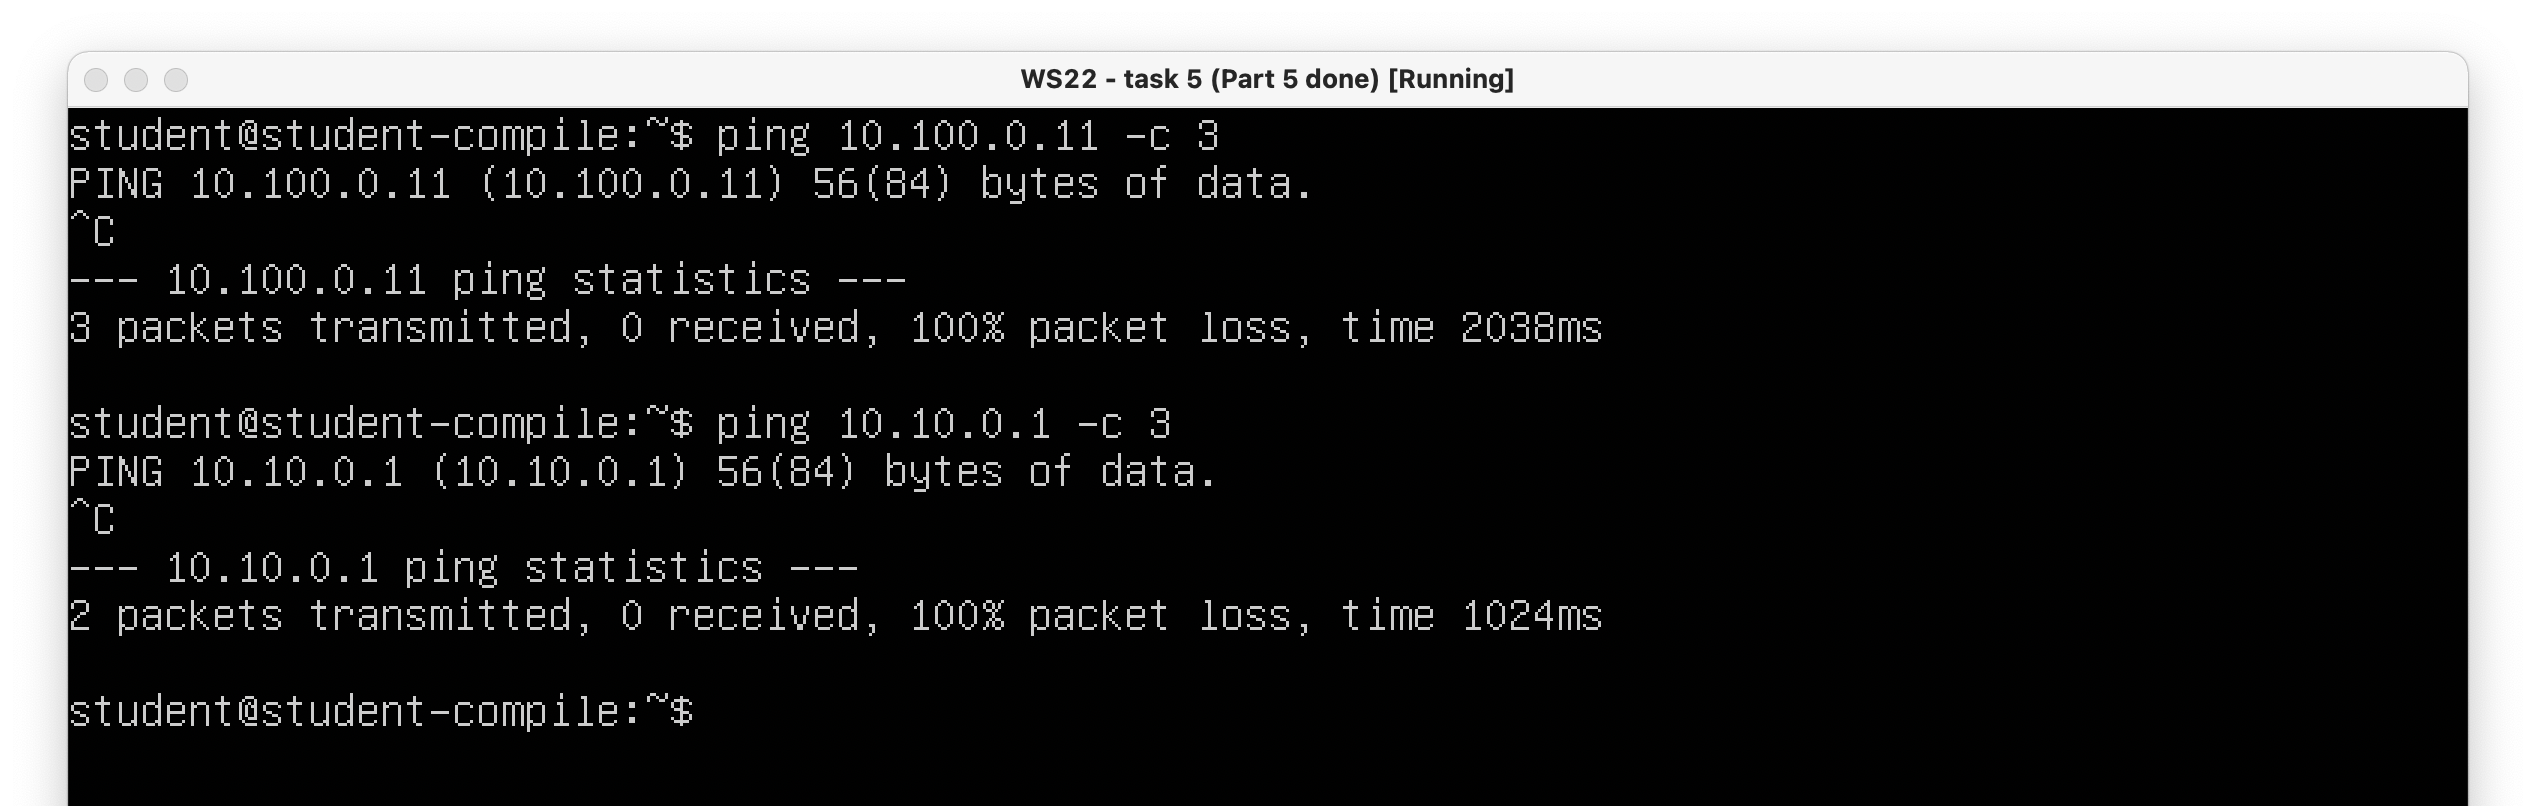 WS22 - task 5 (Part 5 done) [Running]
student@student-compile:~$ ping 10.100.0.11 -c 3
PING 10.100.0.11 (10.100.0.11) 56(84) bytes of data.
^C
--- 10.100.0.11 ping statistics ---
3 packets transmitted, 0 received, 100% packet loss, time 2038ms
student@student-compile:~$ ping 10.10.0.1 -c 3
PING 10.10.0.1 (10.10.0.1) 56(84) bytes of data.
^C
--- 10.10.0.1 ping statistics ---
2 packets transmitted, 0 received, 100% packet loss, time 1024ms
student@student-compile:~$